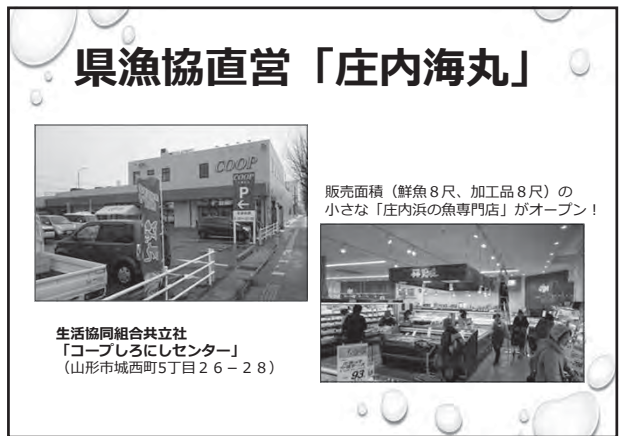 県漁協直営「庄内海丸」
COOP
COOP
P
販売面積（鮮魚８尺、加工品８尺）の
小さな「庄内浜の魚専門店」がオープン！
93
生活協同組合共立社
「コープしろにしセンター」
（山形市城西町5丁目２６－２８）